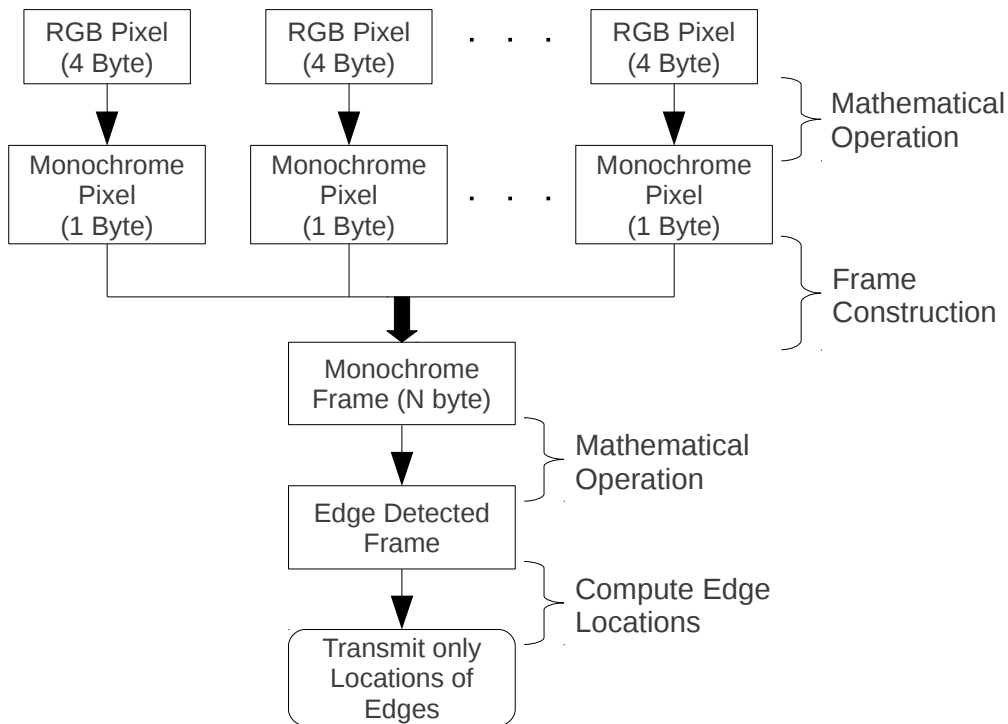 RGB Pixel
(4 Byte)
RGB Pixel
(4 Byte)
. . .
RGB Pixel
(4 Byte)
Mathematical
Operation
Monochrome
Pixel
(1 Byte)
Monochrome
Pixel
(1 Byte)
. . .
Monochrome
Pixel
(1 Byte)
Frame
Construction
Monochrome
Frame (N byte)
Mathematical
Operation
Edge Detected
Frame
Compute Edge
Locations
Transmit only
Locations of
Edges